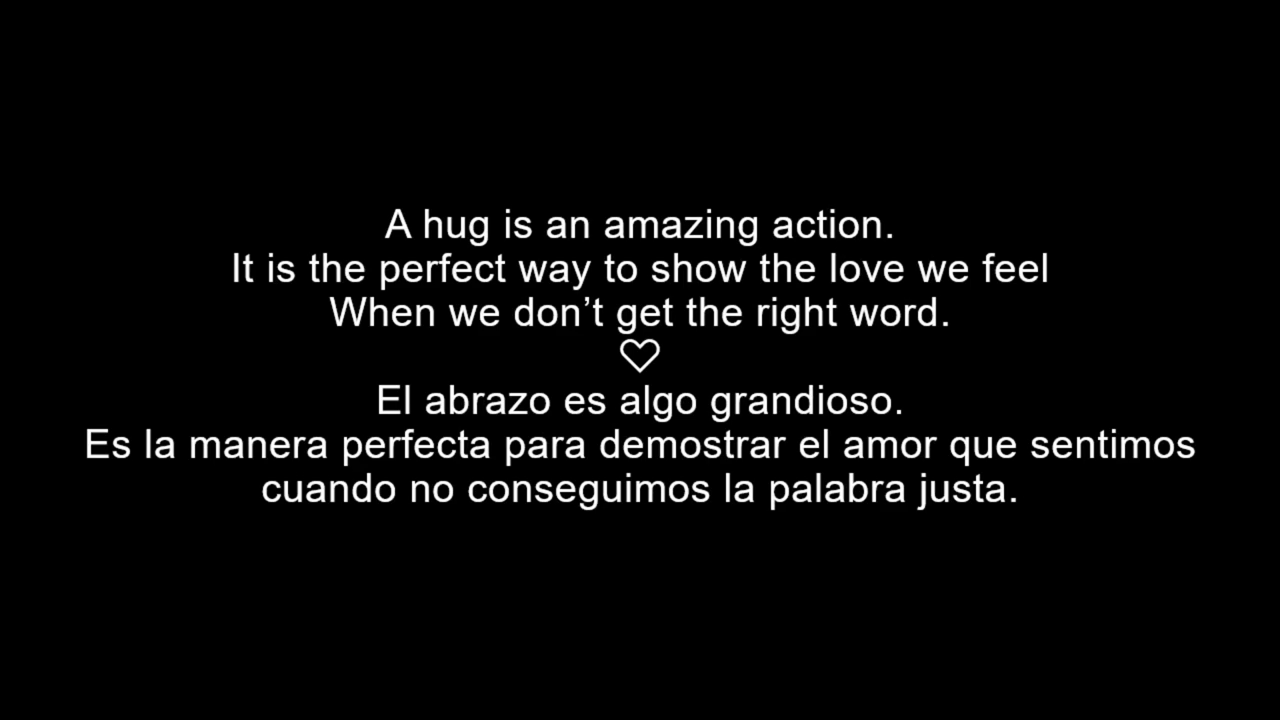 A hug is an amazing action.
It is the perfect way to show the love we feel
When we don’t get the right word.
♡
El abrazo es algo grandioso.
Es la manera perfecta para demostrar el amor que sentimos
cuando no conseguimos la palabra justa.